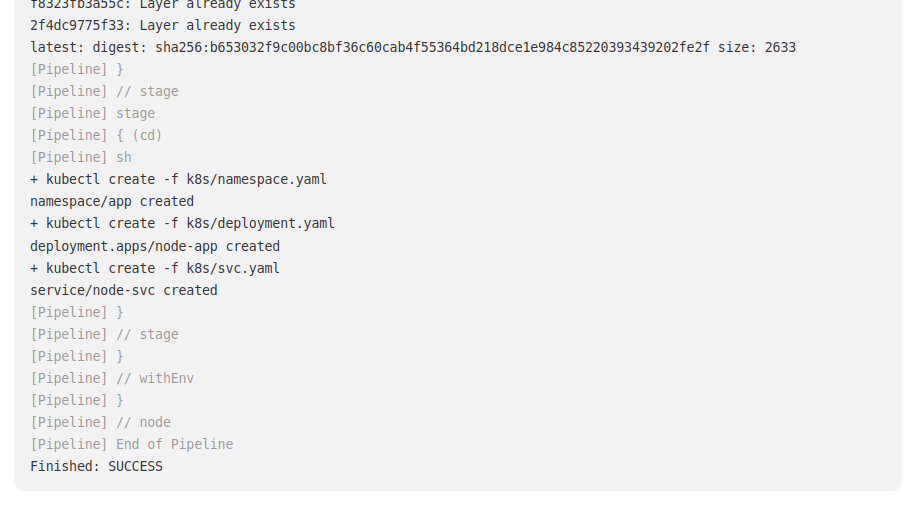 f8323fb3a55c: Layer already exists
2f4dc9775f33: Layer already exists
latest: digest: sha256:b653032f9c00bc8bf36c60cab4f55364bd218dce1e984c85220393439202fe2f size: 2633
[Pipeline] }
[Pipeline] // stage
[Pipeline] stage
[Pipeline] { (cd)
[Pipeline] sh
+ kubectl create -f k8s/namespace.yaml
namespace/app created
+ kubectl create -f k8s/deployment.yaml
deployment.apps/node-app created
+ kubectl create -f k8s/svc.yaml
service/node-svc created
[Pipeline] }
[Pipeline] // stage
[Pipeline] }
[Pipeline] // withEnv
[Pipeline] }
[Pipeline] // node
[Pipeline] End of Pipeline
Finished: SUCCESS